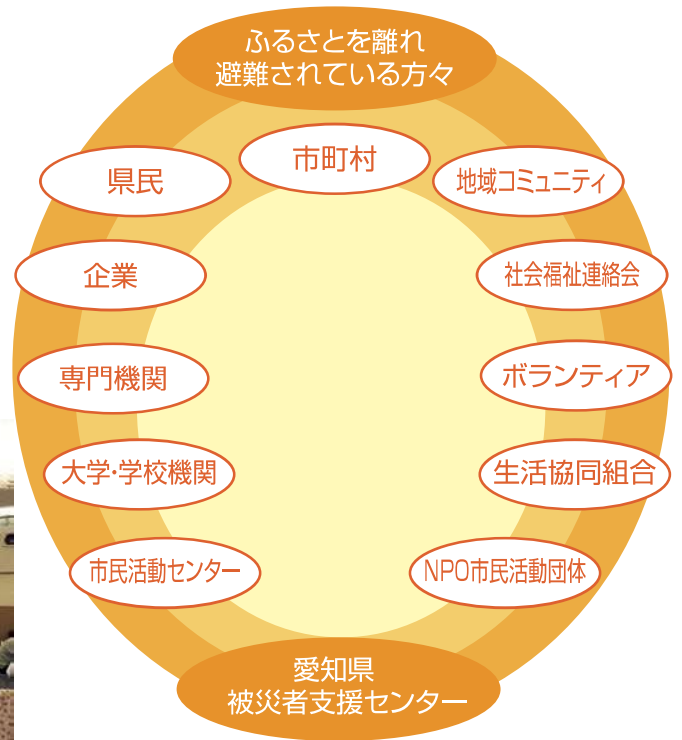 ふるさとを離れ
避難されている方々
市町村
県民
地域コミュニティ
企業
社会福祉連絡会
専門機関
ボランティア
大学・学校機関
生活協同組合
市民活動センター
NPO市民活動団体
愛知県
被災者支援センター